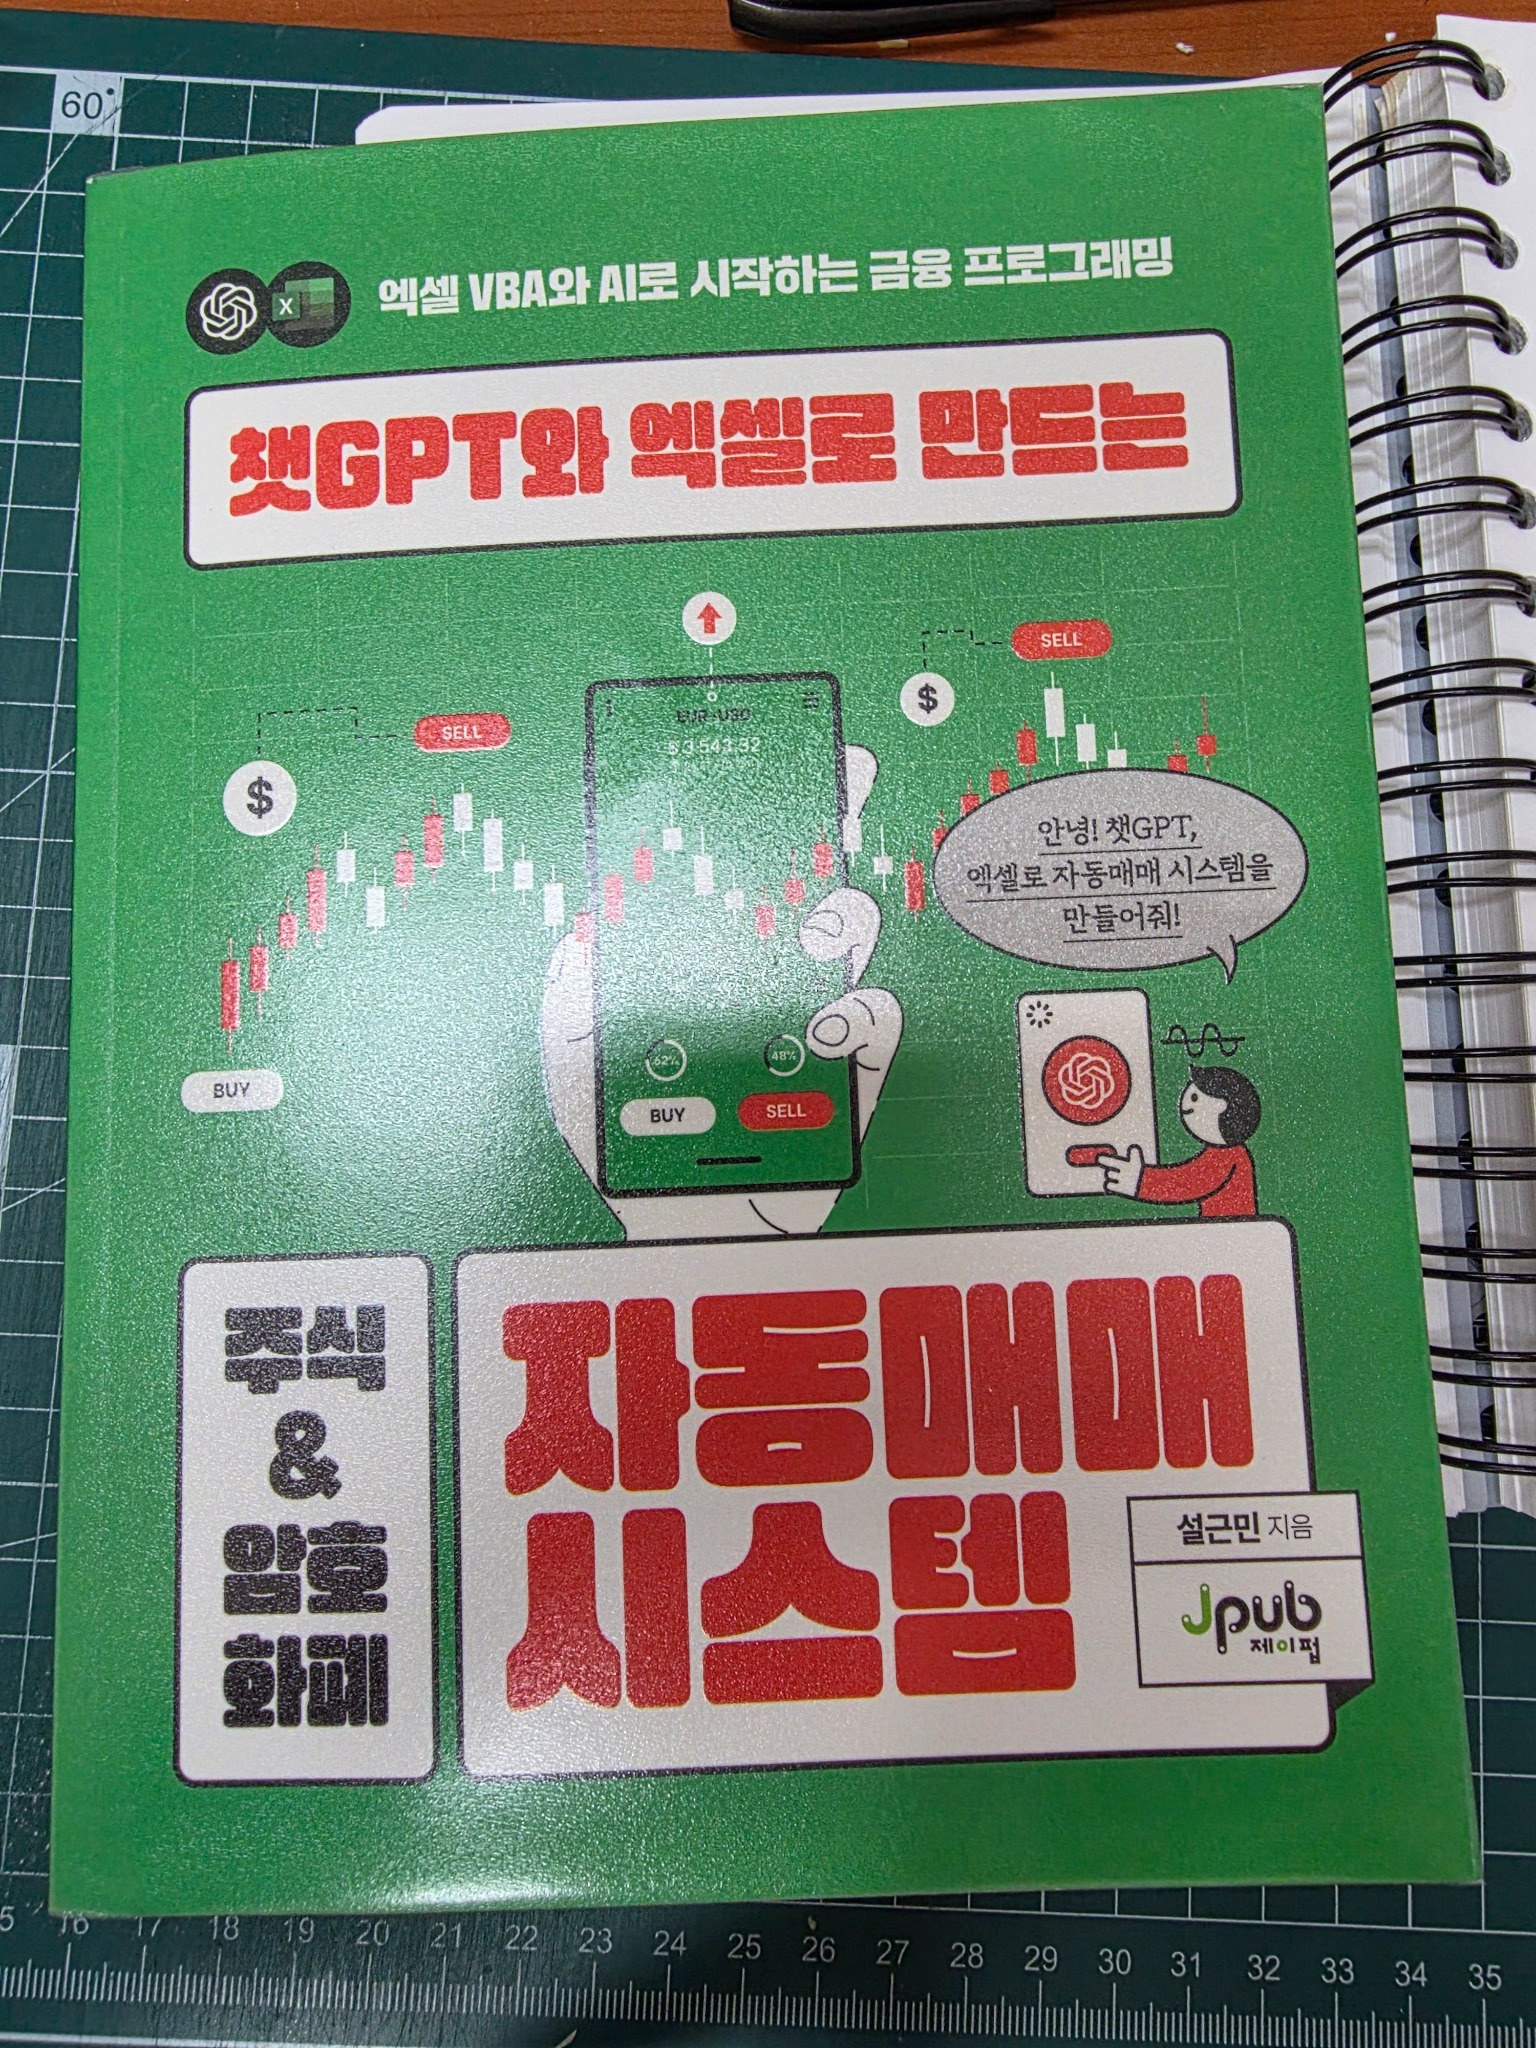 60°
엑셀 VBA와 AI로 시작하는 금융 프로그래밍
챗GPT와 엑셀로 만드는
SELL
$
SELL
$
EUR-USD
안녕! 챗GPT,
엑셀로 자동매매 시스템을
만들어줘!
62%
48%
BUY
BUY
SELL
주식
&
암호
화폐
자동매매
시스템
설근민 지음
Jpub
제이펍
16 17 18 19 20 21 22 23 24 25 26 27 28 29 30 31 32 33 34 35